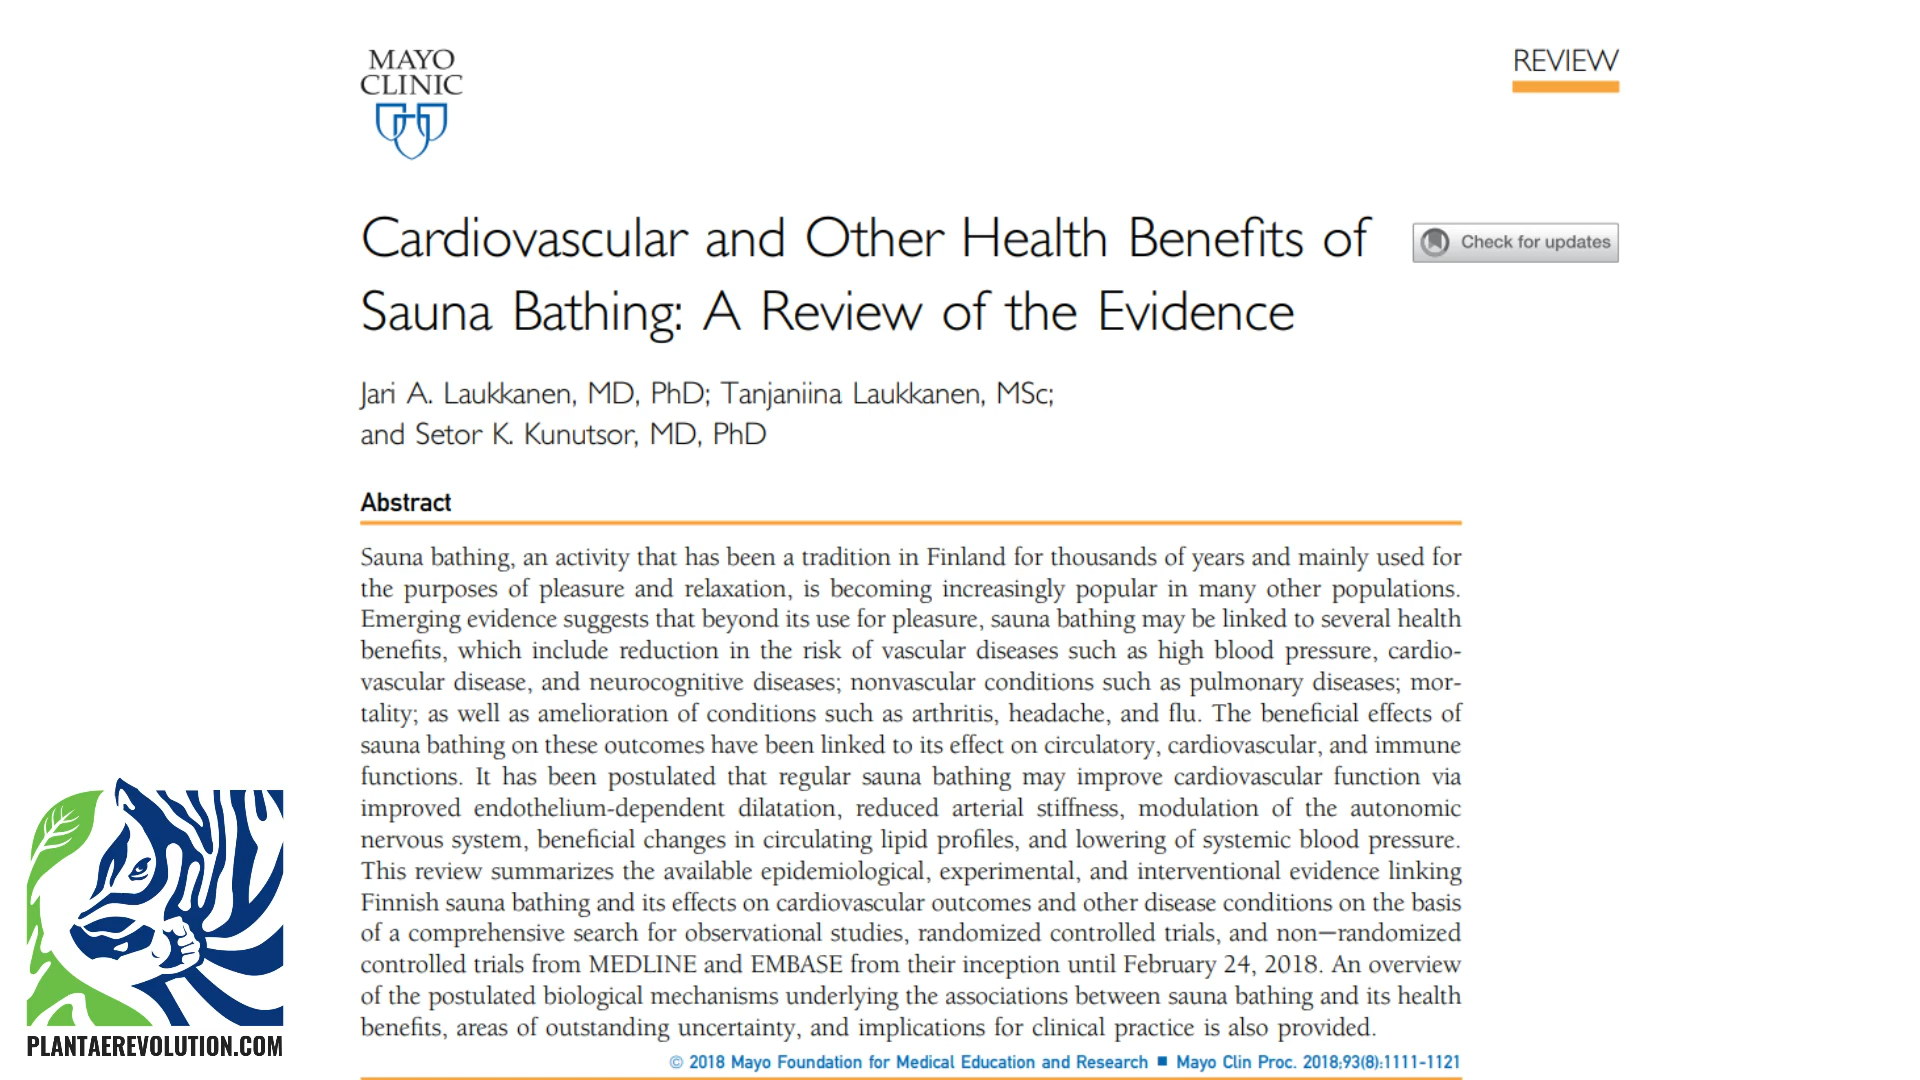 MAYO
CLINIC
REVIEW
Cardiovascular and Other Health Benefits of
Sauna Bathing: A Review of the Evidence
Check for updates
Jari A. Laukkanen, MD, PhD; Tanjaniina Laukkanen, MSc;
and Setor K. Kunutsor, MD, PhD
Abstract
Sauna bathing, an activity that has been a tradition in Finland for thousands of years and mainly used for
the purposes of pleasure and relaxation, is becoming increasingly popular in many other populations.
Emerging evidence suggests that beyond its use for pleasure, sauna bathing may be linked to several health
benefits, which include reduction in the risk of vascular diseases such as high blood pressure, cardio-
vascular disease, and neurocognitive diseases; nonvascular conditions such as pulmonary diseases; mor-
tality; as well as amelioration of conditions such as arthritis, headache, and flu. The beneficial effects of
sauna bathing on these outcomes have been linked to its effect on circulatory, cardiovascular, and immune
functions. It has been postulated that regular sauna bathing may improve cardiovascular function via
improved endothelium-dependent dilatation, reduced arterial stiffness, modulation of the autonomic
nervous system, beneficial changes in circulating lipid profiles, and lowering of systemic blood pressure.
This review summarizes the available epidemiological, experimental, and interventional evidence linking
Finnish sauna bathing and its effects on cardiovascular outcomes and other disease conditions on the basis
of a comprehensive search for observational studies, randomized controlled trials, and non—randomized
controlled trials from MEDLINE and EMBASE from their inception until February 24, 2018. An overview
of the postulated biological mechanisms underlying the associations between sauna bathing and its health
benefits, areas of outstanding uncertainty, and implications for clinical practice is also provided.
© 2018 Mayo Foundation for Medical Education and Research ■ Mayo Clin Proc. 2018;93(8):1111-1121
PLANTAEREVOLUTION.COM